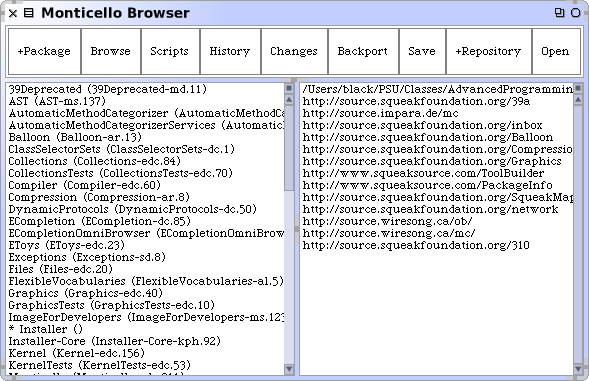 Monticello Browser
+Package Browse Scripts History Changes Backport Save +Repository Open
39Deprecated (39Deprecated-md.11)
AST (AST-ms.137)
AutomaticMethodCategorizer (AutomaticMethodCa
AutomaticMethodCategorizerServices (Automatic
Balloon (Balloon-ar.13)
ClassSelectorSets (ClassSelectorSets-dc.1)
Collections (Collections-edc.84)
CollectionsTests (CollectionsTests-edc.70)
Compiler (Compiler-edc.60)
Compression (Compression-ar.8)
DynamicProtocols (DynamicProtocols-dc.50)
ECompletion (ECompletion-dc.85)
ECompletionOmniBrowser (ECompletionOmniBrow
EToys (EToys-edc.23)
Exceptions (Exceptions-sd.8)
Files (Files-edc.20)
FlexibleVocabularies (FlexibleVocabularies-al.5)
Graphics (Graphics-edc.40)
GraphicsTests (GraphicsTests-edc.10)
ImageForDevelopers (ImageForDevelopers-ms.123
* Installer ()
Installer-Core (Installer-Core-kph.92)
Kernel (Kernel-edc.156)
KernelTests (KernelTests-edc.53)
/Users/black/PSU/Classes/AdvancedProgrammin
http://source.squeakfoundation.org/39a
http://source.impara.de/mc
http://source.squeakfoundation.org/inbox
http://source.squeakfoundation.org/Balloon
http://source.squeakfoundation.org/Compressio
http://source.squeakfoundation.org/Graphics
http://www.squeaksource.com/ToolBuilder
http://www.squeaksource.com/PackageInfo
http://source.squeakfoundation.org/SqueakMap
http://source.squeakfoundation.org/network
http://source.wiresong.ca/ob/
http://source.wiresong.ca/mc/
http://source.squeakfoundation.org/310